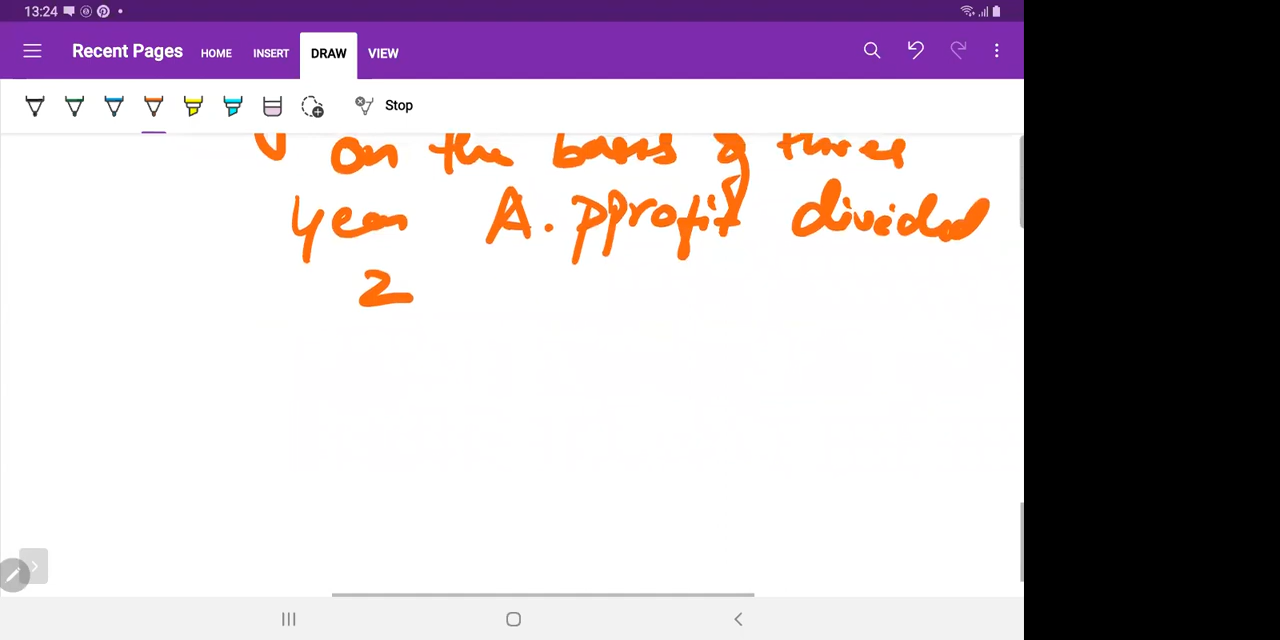 13:24
Recent Pages HOME INSERT DRAW VIEW
Stop
on the basis of three
year A. pprofit divided
2